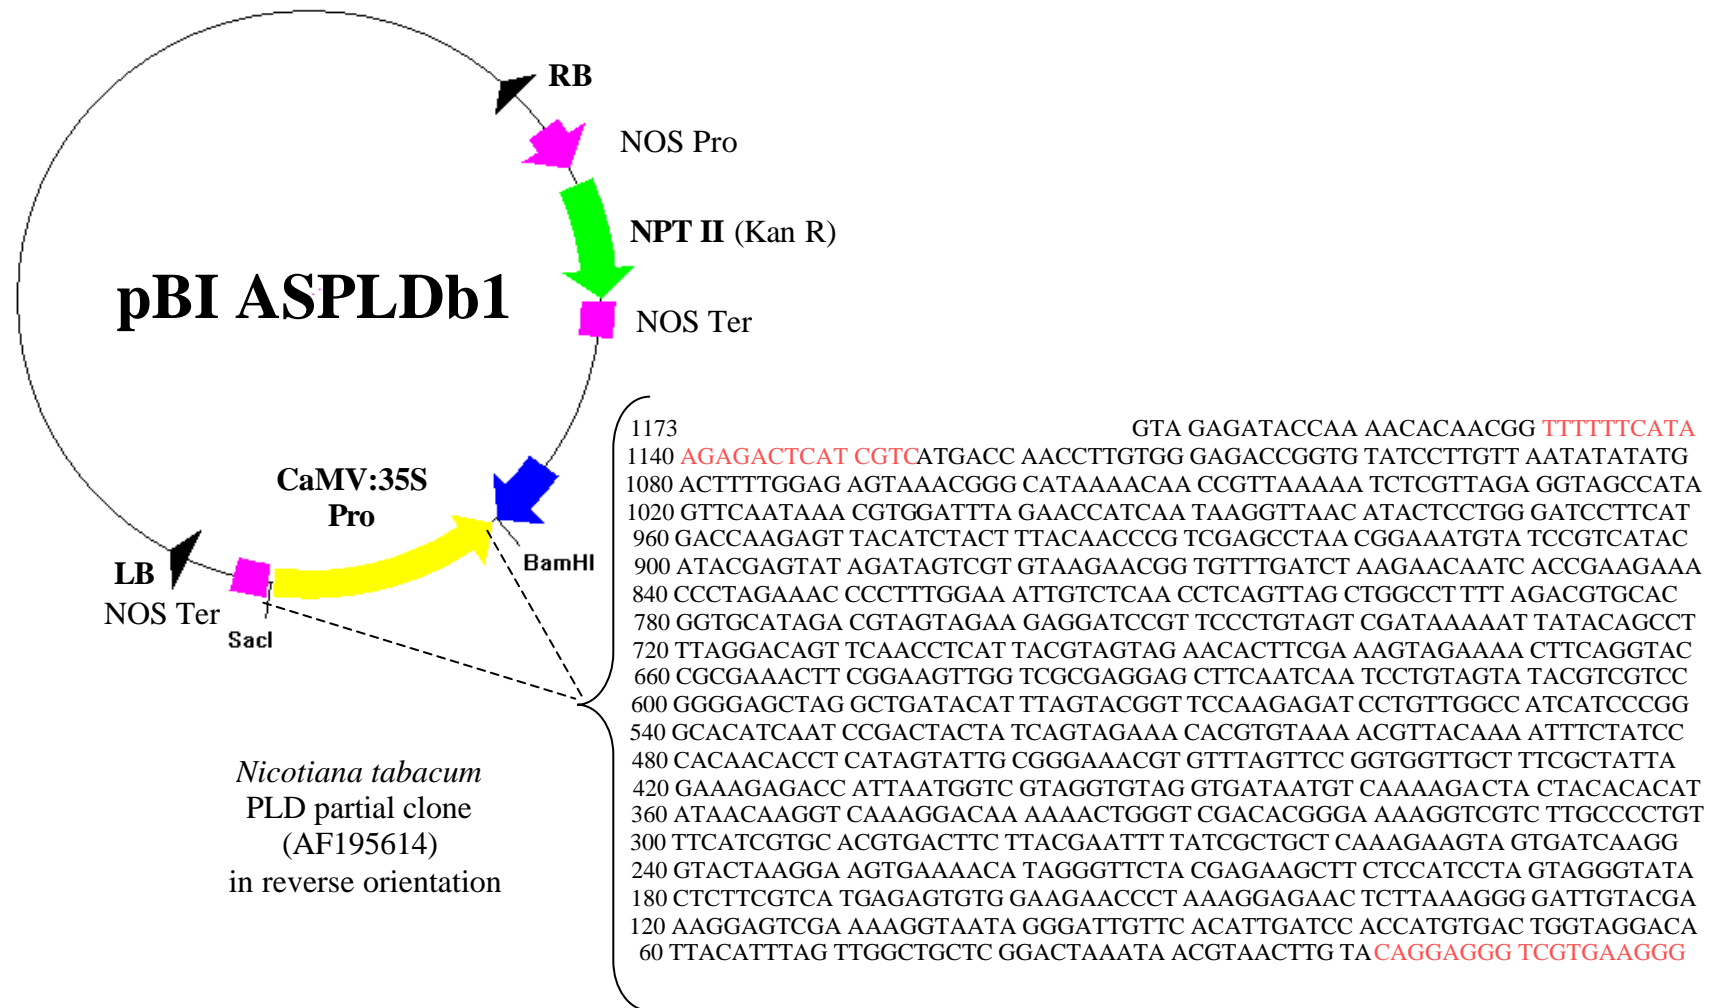 RB
NOS Pro
NPT II (Kan R)
pBI ASPLDb1
NOS Ter
CaMV:35S
Pro
BamHI
LB
NOS Ter
SacI
Nicotiana tabacum
PLD partial clone
(AF195614)
in reverse orientation
1173 GTA GAGATACCAA AACACAACGG TTTTTTCATA
1140 AGAGACTCAT CGTCATGACC AACCTTGTGG GAGACCGGTG TATCCTTGTT AATATATATG
1080 ACTTTTGGAG AGTAAACGGG CATAAAACAA CCGTTAAAAA TCTCGTTAGA GGTAGCCATA
1020 GTTCAATAAA CGTGGATTTA GAACCATCAA TAAGGTTAAC ATACTCCTGG GATCCTTCAT
960 GACCAAGAGT TACATCTACT TTACAACCCG TCGAGCCTAA CGGAAATGTA TCCGTCATAC
900 ATACGAGTAT AGATAGTCGT GTAAGAACGG TGTTTGATCT AAGAACAATC ACCGAAGAAA
840 CCCTAGAAAC CCCTTTGGAA ATTGTCTCAA CCTCAGTTAG CTGGCCT TTT AGACGTGCAC
780 GGTGCATAGA CGTAGTAGAA GAGGATCCGT TCCCTGTAGT CGATAAAAAT TATACAGCCT
720 TTAGGACAGT TCAACCTCAT TACGTAGTAG AACACTTCGA AAGTAGAAAA CTTCAGGTAC
660 CGCGAAACTT CGGAAGTTGG TCGCGAGGAG CTTCAATCAA TCCTGTAGTA TACGTCGTCC
600 GGGGAGCTAG GCTGATACAT TTAGTACGGT TCCAAGAGAT CCTGTTGGCC ATCATCCCGG
540 GCACATCAAT CCGACTACTA TCAGTAGAAA CACGTGTAAA ACGTTACAAA ATTTCTATCC
480 CACAACACCT CATAGTATTG CGGGAAACGT GTTTAGTTCC GGTGGTTGCT TTCGCTATTA
420 GAAAGAGACC ATTAATGGTC GTAGGTGTAG GTGATAATGT CAAAAGACTA CTACACACAT
360 ATAACAAGGT CAAAGGACAA AAAACTGGGT CGACACGGGA AAAGGTCGTC TTGCCCCTGT
300 TTCATCGTGC ACGTGACTTC TTACGAATTT TATCGCTGCT CAAAGAAGTA GTGATCAAGG
240 GTACTAAGGA AGTGAAAACA TAGGGTTCTA CGAGAAGCTT CTCCATCCTA GTAGGGTATA
180 CTCTTCGTCA TGAGAGTGTG GAAGAACCCT AAAGGAGAAC TCTTAAAGGG GATTGTACGA
120 AAGGAGTCGA AAAGGTAATA GGGATTGTTC ACATTGATCC ACCATGTGAC TGGTAGGACA
60 TTACATTTAG TTGGCTGCTC GGACTAAATA ACGTAACTTG TACAGGAGGG TCGTGAAGGG